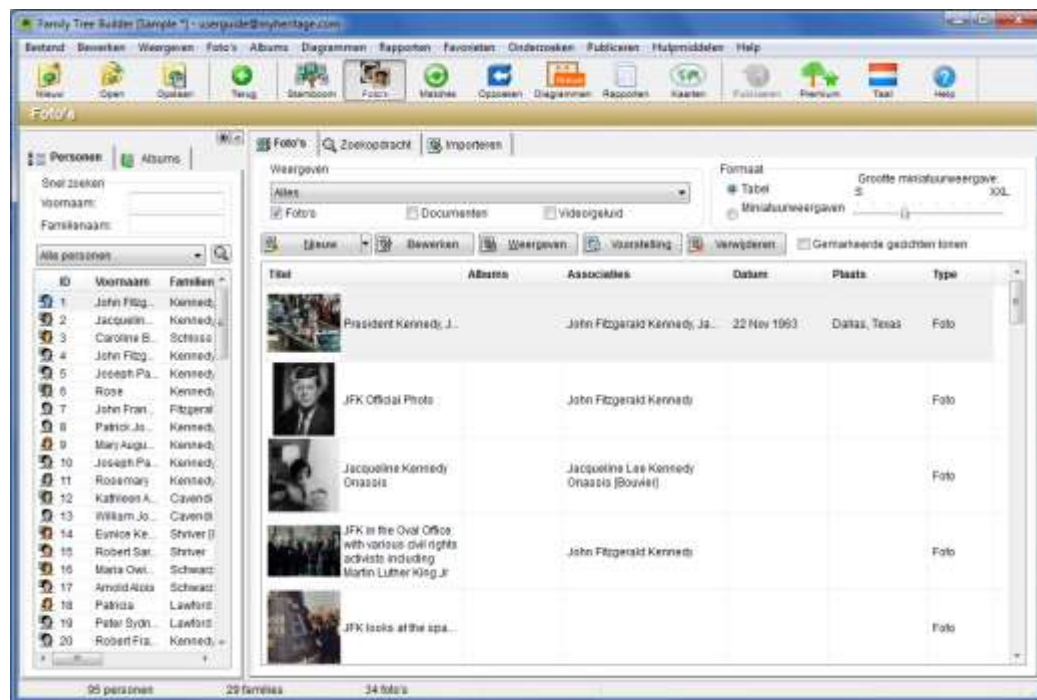 Family Tree Builder (Sample *) - userguide@myheritage.com
Bestand Bewerken Weergeven Foto's Albums Diagrammen Rapporten Favorieten Onderzoeken Publiceren Hulpmiddelen Help
Nieuw Open Opslaan Terug Stamboom Foto's Matches Opzoeken Diagrammen Rapporten Kaarten Publiceren Premium Taal Help
Foto's
Personen Albums
Snel zoeken
Voornaam:
Familienaam:
Alle personen
ID Voornaam Familien
1 John Fitzg... Kennedy
2 Jacquelin... Kennedy
3 Caroline B... Schloss
4 John Fitzg... Kennedy
5 Joseph Pa... Kennedy
6 Rose Kennedy
7 John Fran... Fitzgeral
8 Patrick Jo... Kennedy
9 Mary Augu... Kennedy
10 Joseph Pa... Kennedy
11 Rosemary Kennedy
12 Kathleen A... Cavendi
13 William Jo... Cavendi
14 Eunice Ke... Shriver [
15 Robert Sar... Shriver
16 Maria Owi... Schwarz
17 Arnold Alois Schwarz
18 Patricia Lawford
19 Peter Sydn... Lawford
20 Robert Fra... Kennedy
Foto's Zoekopdracht Importeren
Weergeven
Alles
Foto's Documenten Video/geluid
Formaat
Tabel
Miniatuurweergaven
Grootte miniatuurweergave:
S XXL
Nieuw Bewerken Weergeven Voorstelling Verwijderen Gemarkeerde gezichten tonen
Titel Albums Associaties Datum Plaats Type
President Kennedy, J... John Fitzgerald Kennedy, Ja... 22 Nov 1963 Dallas, Texas Foto
JFK Official Photo John Fitzgerald Kennedy Foto
Jacqueline Kennedy
Onassis
Jacqueline Lee Kennedy
Onassis [Bouvier]
Foto
JFK in the Oval Office
with various civil rights
activists including
Martin Luther King Jr
John Fitzgerald Kennedy
Foto
JFK looks at the spa... Foto
95 personen 29 families 34 foto's